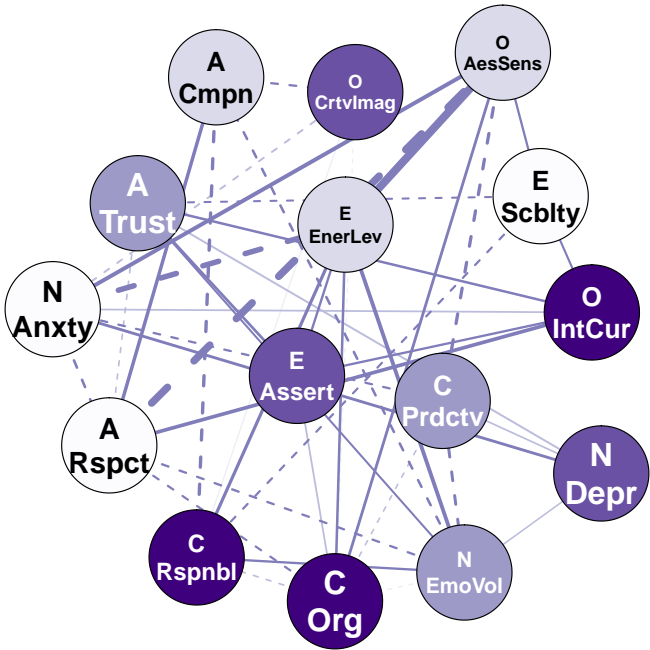 A
Cmpn
O
CrtvImag
O
AesSens
A
Trust
E
EnerLev
E
Scblty
N
Anxty
O
IntCur
E
Assert
C
Prdctv
A
Rspct
N
Depr
C
Rspnbl
C
Org
N
EmoVol